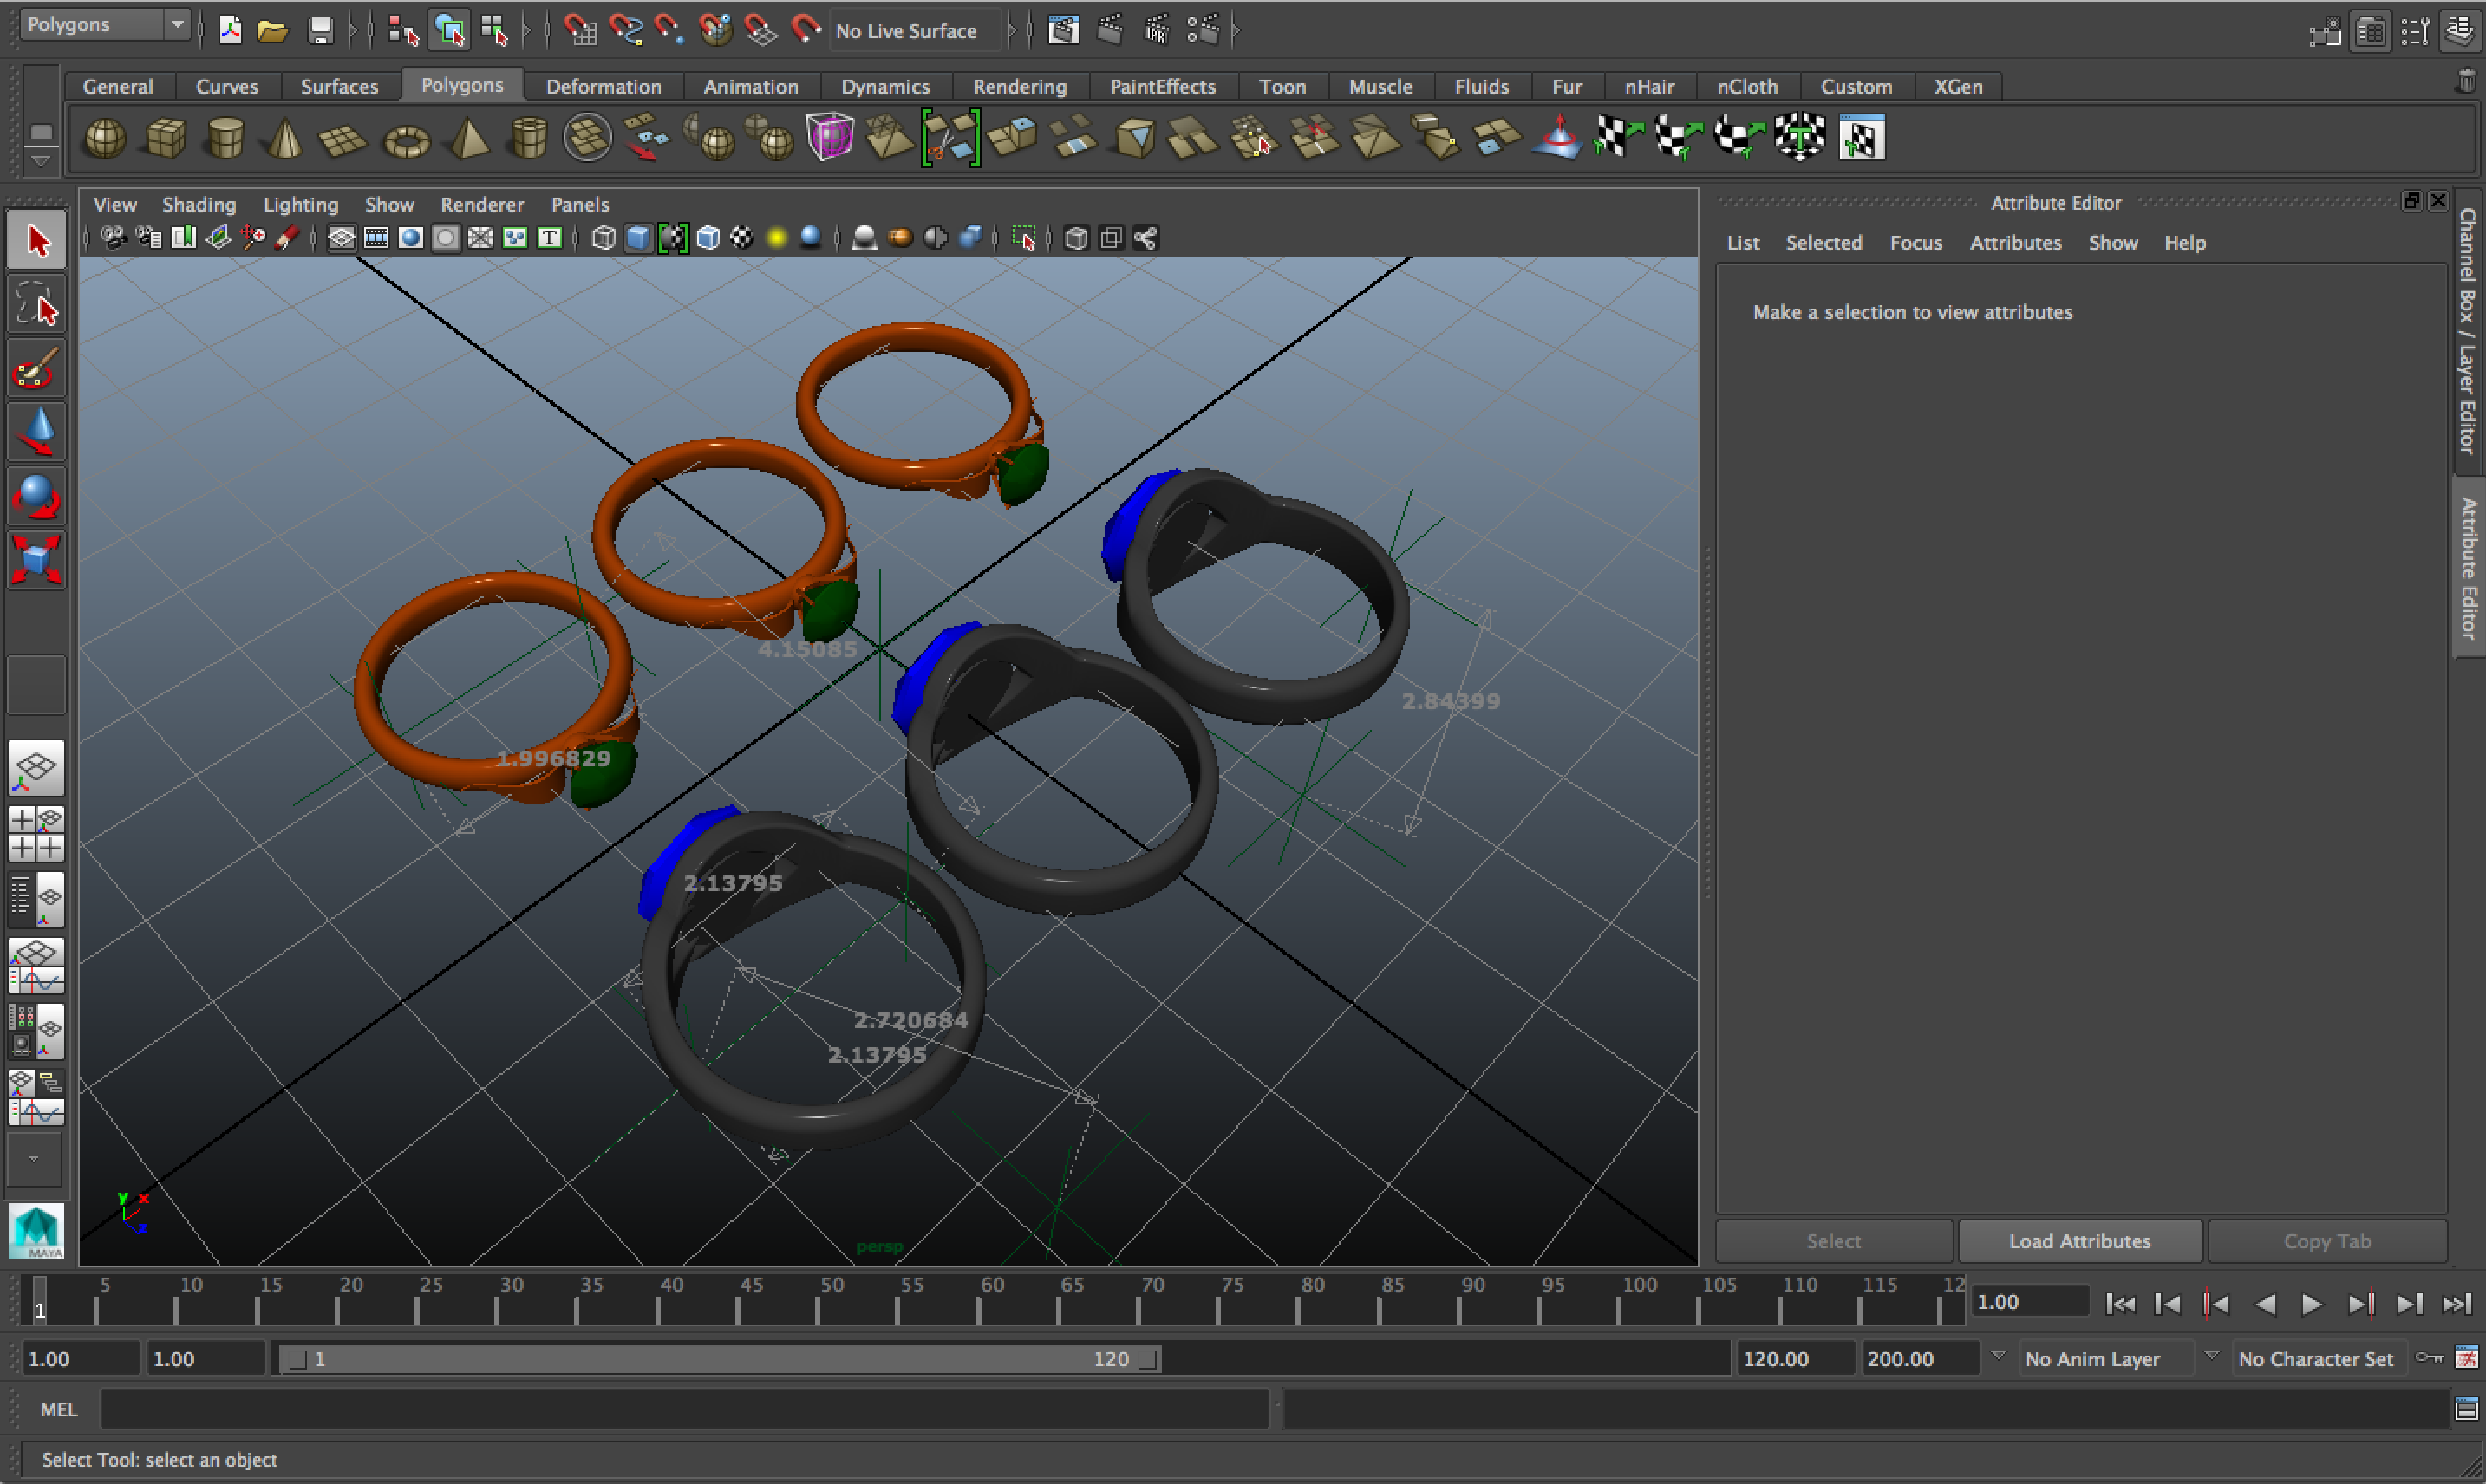 Polygons
No Live Surface
IPR
General Curves Surfaces Polygons Deformation Animation Dynamics Rendering PaintEffects Toon Muscle Fluids Fur nHair nCloth Custom XGen
View Shading Lighting Show Renderer Panels
Attribute Editor
List Selected Focus Attributes Show Help
Make a selection to view attributes
Channel Box / Layer Editor
Attribute Editor
4.15085
2.84399
1.996829
2.13795
2.720684
2.13795
y x
z
persp
MAYA
Select Load Attributes Copy Tab
5 10 15 20 25 30 35 40 45 50 55 60 65 70 75 80 85 90 95 100 105 110 115 12
1
1.00
1.00 1.00 1 120 120.00 200.00 No Anim Layer No Character Set
MEL
Select Tool: select an object